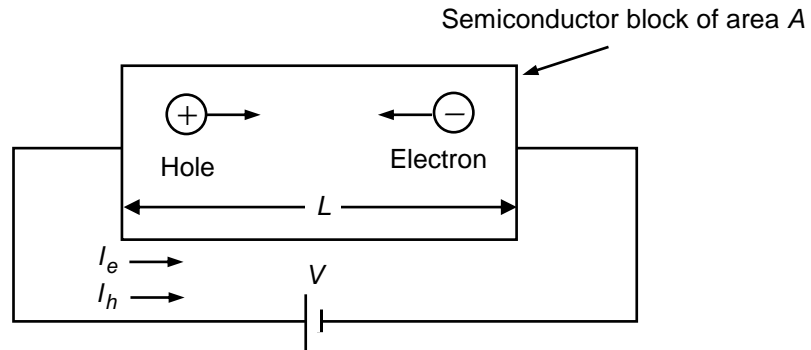 Semiconductor block of area A
+
−
Hole
Electron
L
I_e
I_h
V